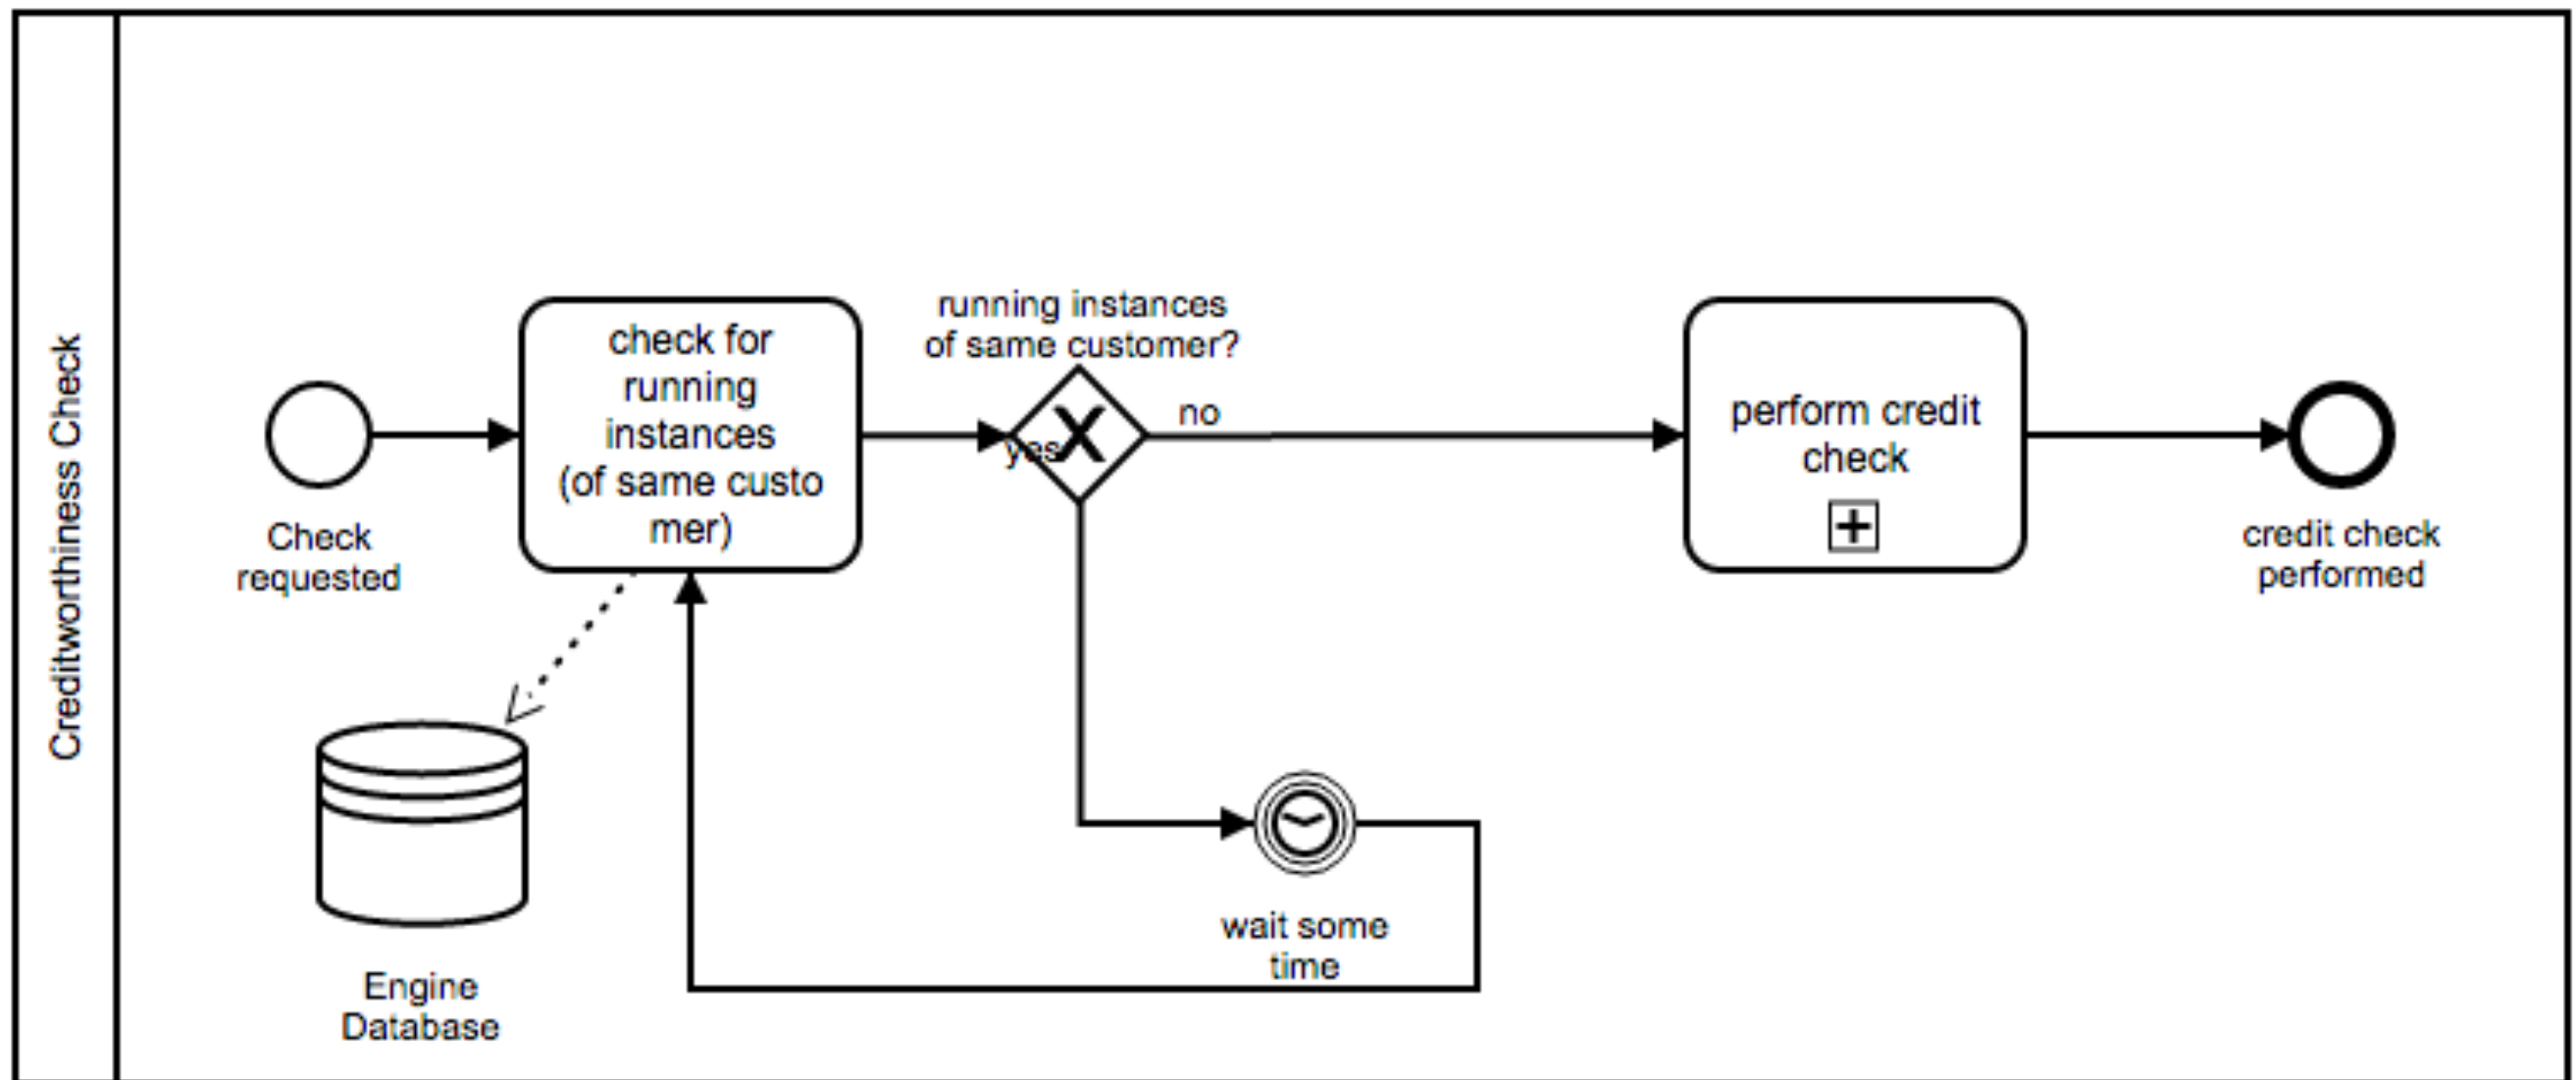 Creditworthiness Check
Check
requested
check for
running
instances
(of same custo
mer)
running instances
of same customer?
yes
no
perform credit
check
credit check
performed
wait some
time
Engine
Database